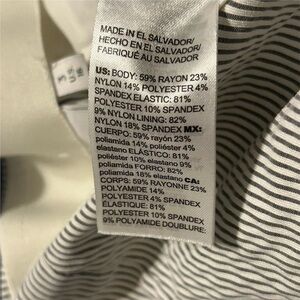 MADE IN EL SALVADOR/
HECHO EN EL SALVADOR/
FABRIQUÉ AU SALVADOR
US: BODY: 59% RAYON 23%
NYLON 14% POLYESTER 4%
SPANDEX ELASTIC: 81%
POLYESTER 10% SPANDEX
9% NYLON LINING: 82%
NYLON 18% SPANDEX MX:
CUERPO: 59% rayón 23%
poliamida 14% poliéster 4%
elastano ELÁSTICO: 81%
poliéster 10% elastano 9%
poliamida FORRO: 82%
poliamida 18% elastano CA:
CORPS: 59% RAYONNE 23%
POLYAMIDE 14%
POLYESTER 4% SPANDEX
ÉLASTIQUE: 81%
POLYESTER 10% SPANDEX
9% POLYAMIDE DOUBLURE: